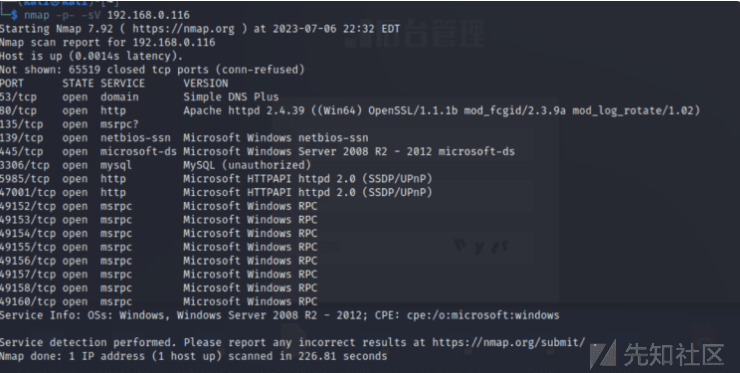 $ nmap -p- -sV 192.168.0.116
Starting Nmap 7.92 ( https://nmap.org ) at 2023-07-06 22:32 EDT
Nmap scan report for 192.168.0.116
Host is up (0.0014s latency).
Not shown: 65519 closed tcp ports (conn-refused)
PORT STATE SERVICE VERSION
53/tcp open domain Simple DNS Plus
80/tcp open http Apache httpd 2.4.39 ((Win64) OpenSSL/1.1.1b mod_fcgid/2.3.9a mod_log_rotate/1.02)
135/tcp open msrpc?
139/tcp open netbios-ssn Microsoft Windows netbios-ssn
445/tcp open microsoft-ds Microsoft Windows Server 2008 R2 - 2012 microsoft-ds
3306/tcp open mysql MySQL (unauthorized)
5985/tcp open http Microsoft HTTPAPI httpd 2.0 (SSDP/UPnP)
47001/tcp open http Microsoft HTTPAPI httpd 2.0 (SSDP/UPnP)
49152/tcp open msrpc Microsoft Windows RPC
49153/tcp open msrpc Microsoft Windows RPC
49154/tcp open msrpc Microsoft Windows RPC
49155/tcp open msrpc Microsoft Windows RPC
49156/tcp open msrpc Microsoft Windows RPC
49157/tcp open msrpc Microsoft Windows RPC
49158/tcp open msrpc Microsoft Windows RPC
49160/tcp open msrpc Microsoft Windows RPC
Service Info: OSs: Windows, Windows Server 2008 R2 - 2012; CPE: cpe:/o:microsoft:windows
Service detection performed. Please report any incorrect results at https://nmap.org/submit/ .
Nmap done: 1 IP address (1 host up) scanned in 226.81 seconds
先知社区